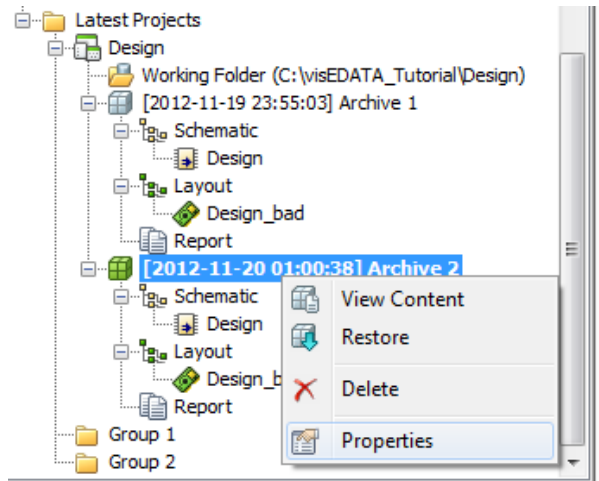 Latest Projects
Design
Working Folder (C:\visEDATA_Tutorial\Design)
[2012-11-19 23:55:03] Archive 1
Schematic
Design
Layout
Design_bad
Report
[2012-11-20 01:00:38] Archive 2
Schematic
View Content
Design
Restore
Layout
Design_b
Delete
Report
Group 1
Properties
Group 2